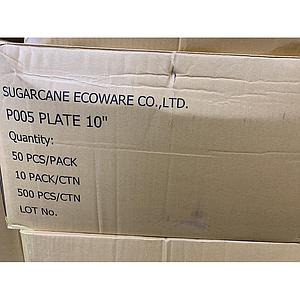 SUGARCANE ECOWARE CO.,LTD.
P005 PLATE 10"
Quantity:
50 PCS/PACK
10 PACK/CTN
500 PCS/CTN
LOT No.